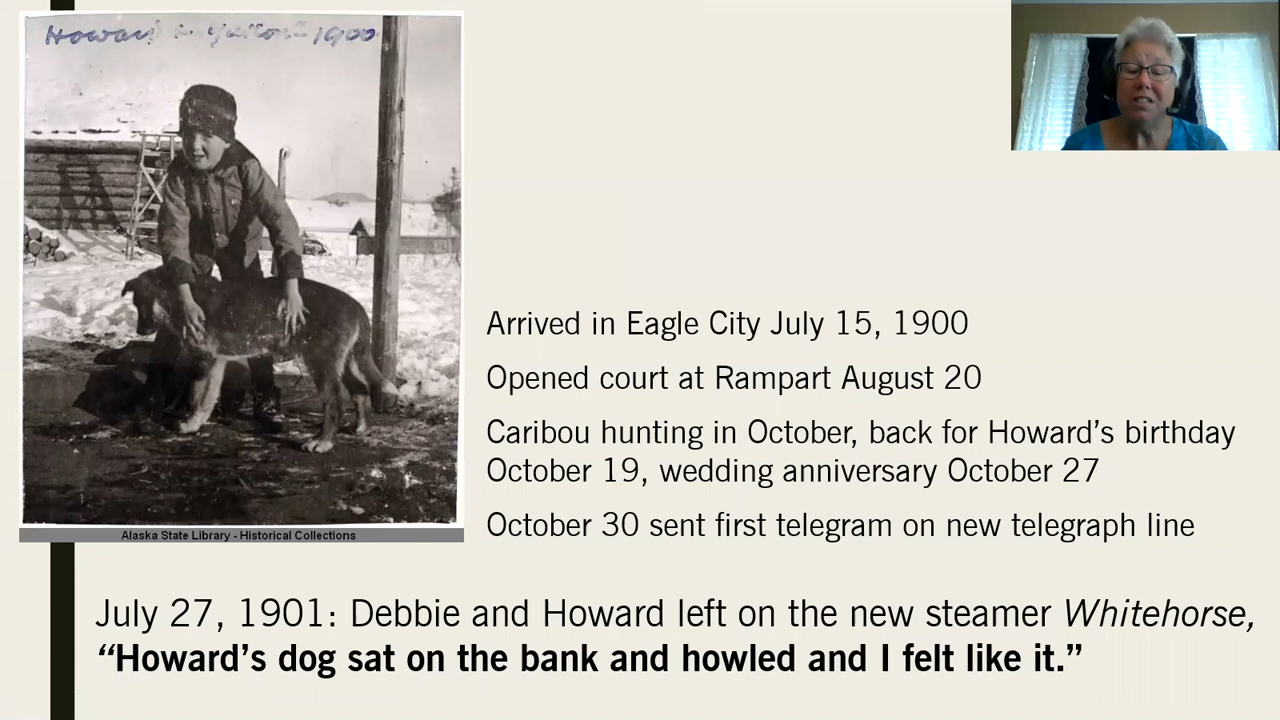 Howard in Yukon - 1900
Arrived in Eagle City July 15, 1900
Opened court at Rampart August 20
Caribou hunting in October, back for Howard’s birthday
October 19, wedding anniversary October 27
October 30 sent first telegram on new telegraph line
Alaska State Library - Historical Collections
July 27, 1901: Debbie and Howard left on the new steamer Whitehorse,
“Howard’s dog sat on the bank and howled and I felt like it.”